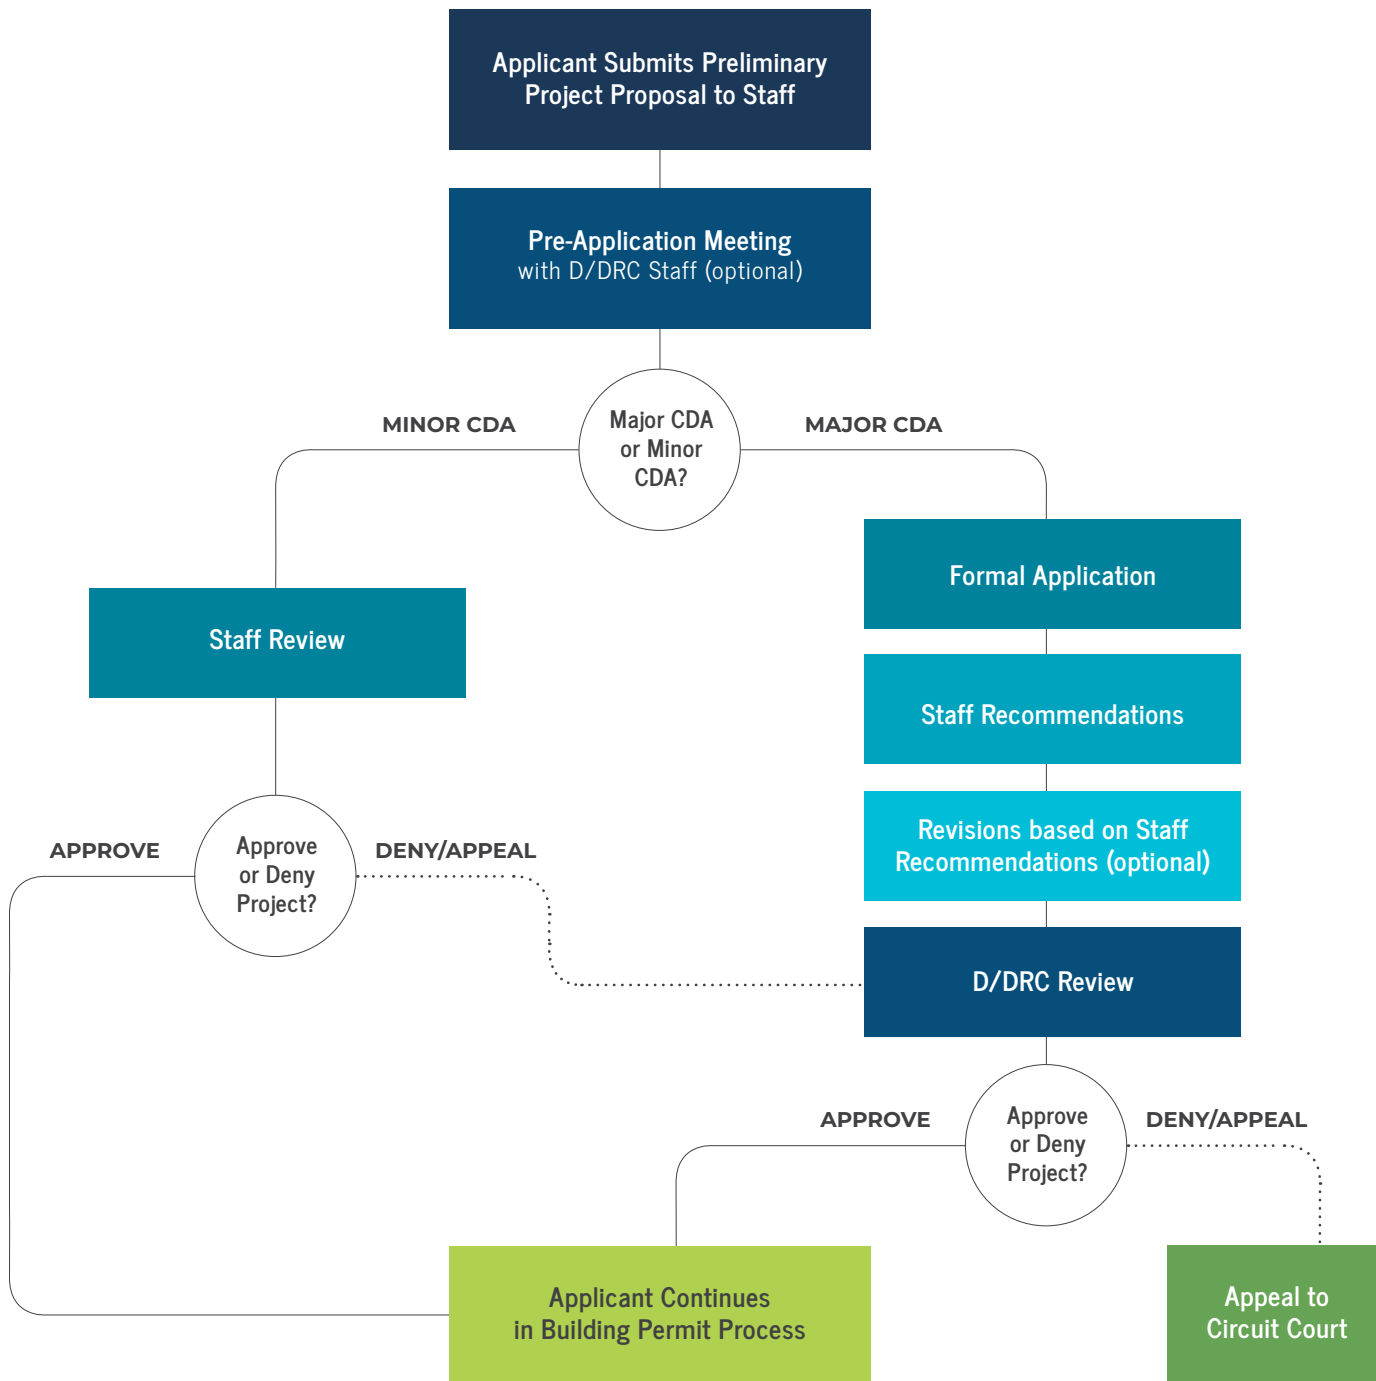 Applicant Submits Preliminary
Project Proposal to Staff
Pre-Application Meeting
with D/DRC Staff (optional)
Major CDA
or Minor
CDA?
MINOR CDA
MAJOR CDA
Formal Application
Staff Review
Staff Recommendations
Revisions based on Staff
Recommendations (optional)
APPROVE
Approve
or Deny
Project?
DENY/APPEAL
D/DRC Review
APPROVE
Approve
or Deny
Project?
DENY/APPEAL
Applicant Continues
in Building Permit Process
Appeal to
Circuit Court